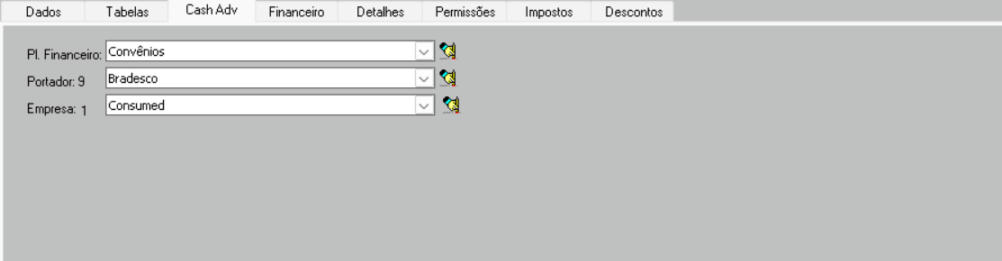 Dados Tabelas Cash Adv Financeiro Detalhes Permissões Impostos Descontos
Pl. Financeiro: Convênios
Portador: 9 Bradesco
Empresa: 1 Consumed